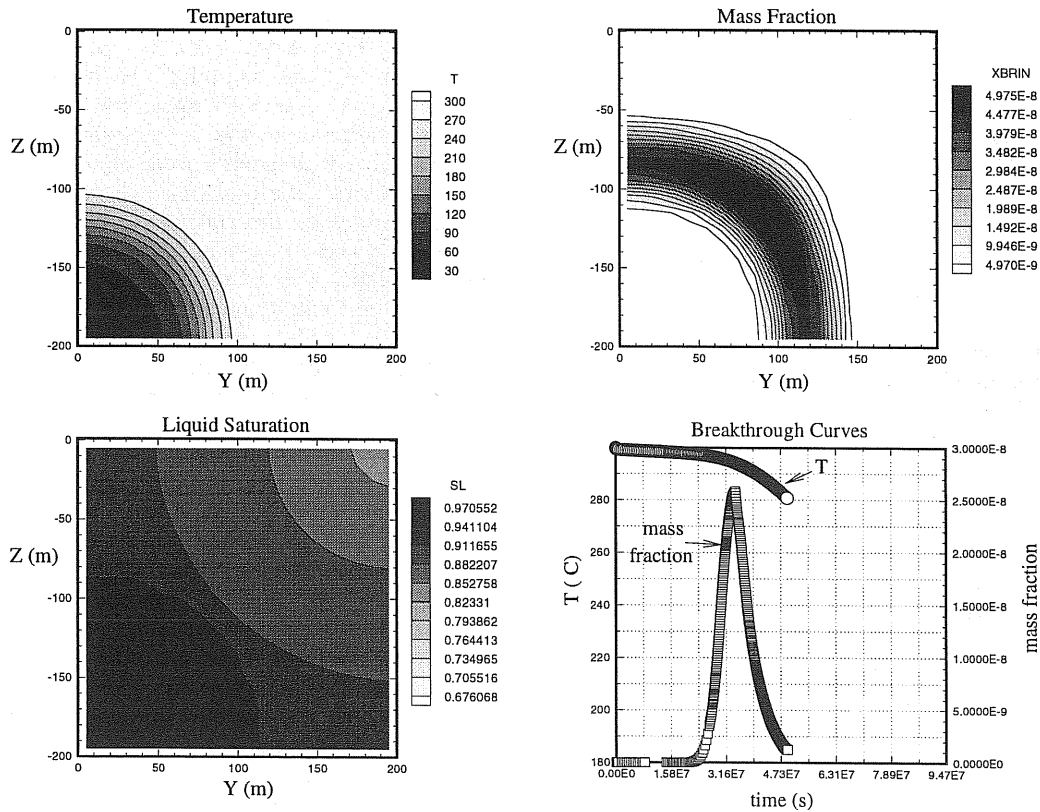 Temperature
0
-50
Z (m)
-100
-150
-200
0
50
100
150
200
Y (m)
T
300
270
240
210
180
150
120
90
60
30
Mass Fraction
0
-50
Z (m)
-100
-150
-200
0
50
100
150
200
Y (m)
XBRIN
4.975E-8
4.477E-8
3.979E-8
3.482E-8
2.984E-8
2.487E-8
1.989E-8
1.492E-8
9.946E-9
4.970E-9
Liquid Saturation
0
-50
Z (m)
-100
-150
-200
0
50
100
150
200
Y (m)
SL
0.970552
0.941104
0.911655
0.882207
0.852758
0.82331
0.793862
0.764413
0.734965
0.705516
0.676068
Breakthrough Curves
T
mass
fraction
T ( C)
280
260
240
220
200
180
0.00E0
1.58E7
3.16E7
4.73E7
6.31E7
7.89E7
9.47E7
time (s)
3.0000E-8
2.5000E-8
2.0000E-8
1.5000E-8
1.0000E-8
5.0000E-9
0.0000E0
mass fraction